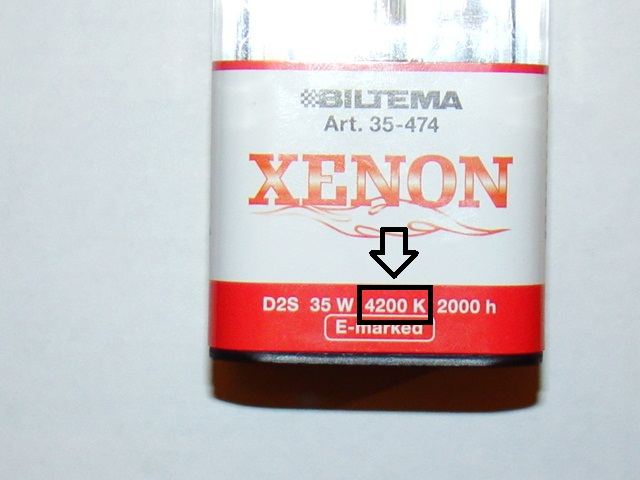 BILTEMA
Art. 35-474
XENON
D2S 35 W 4200 K 2000 h
E-marked